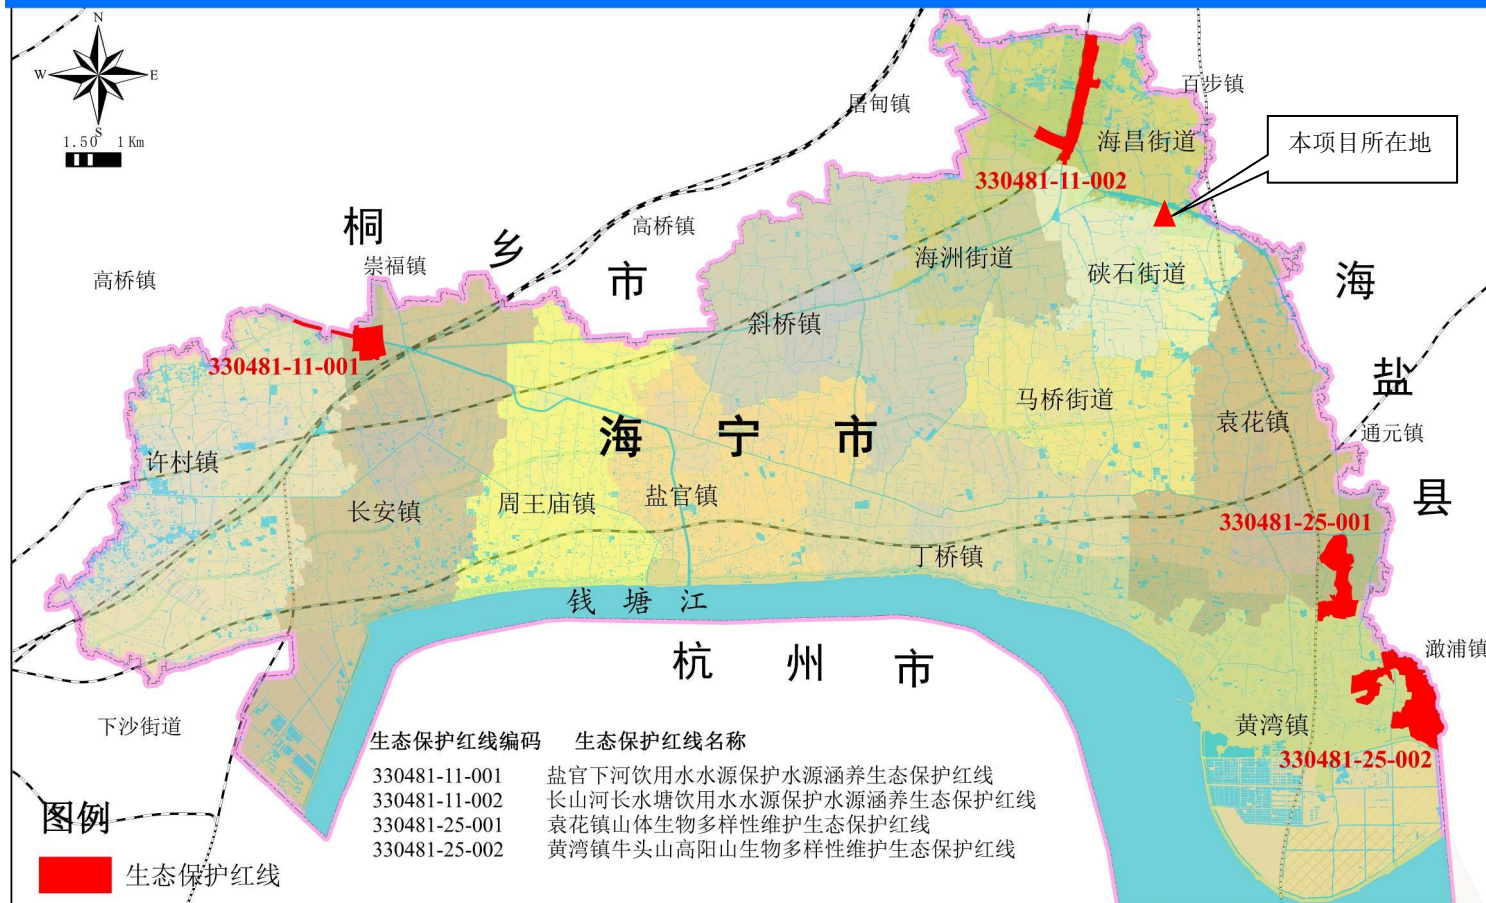 N
W
E
S
1.50 1 Km
百步镇
屠甸镇
海昌街道
本项目所在地
330481-11-002
桐
乡
市
高桥镇
崇福镇
高桥镇
海洲街道
硖石街道
海
斜桥镇
330481-11-001
盐
马桥街道
袁花镇
通元镇
海宁市
许村镇
长安镇
周王庙镇
盐官镇
县
330481-25-001
丁桥镇
钱塘江
杭州市
澉浦镇
下沙街道
黄湾镇
330481-25-002
生态保护红线编码 生态保护红线名称
330481-11-001 盐官下河饮用水水源保护水源涵养生态保护红线
330481-11-002 长山河长水塘饮用水水源保护水源涵养生态保护红线
330481-25-001 袁花镇山体生物多样性维护生态保护红线
330481-25-002 黄湾镇牛头山高阳山生物多样性维护生态保护红线
图例
生态保护红线